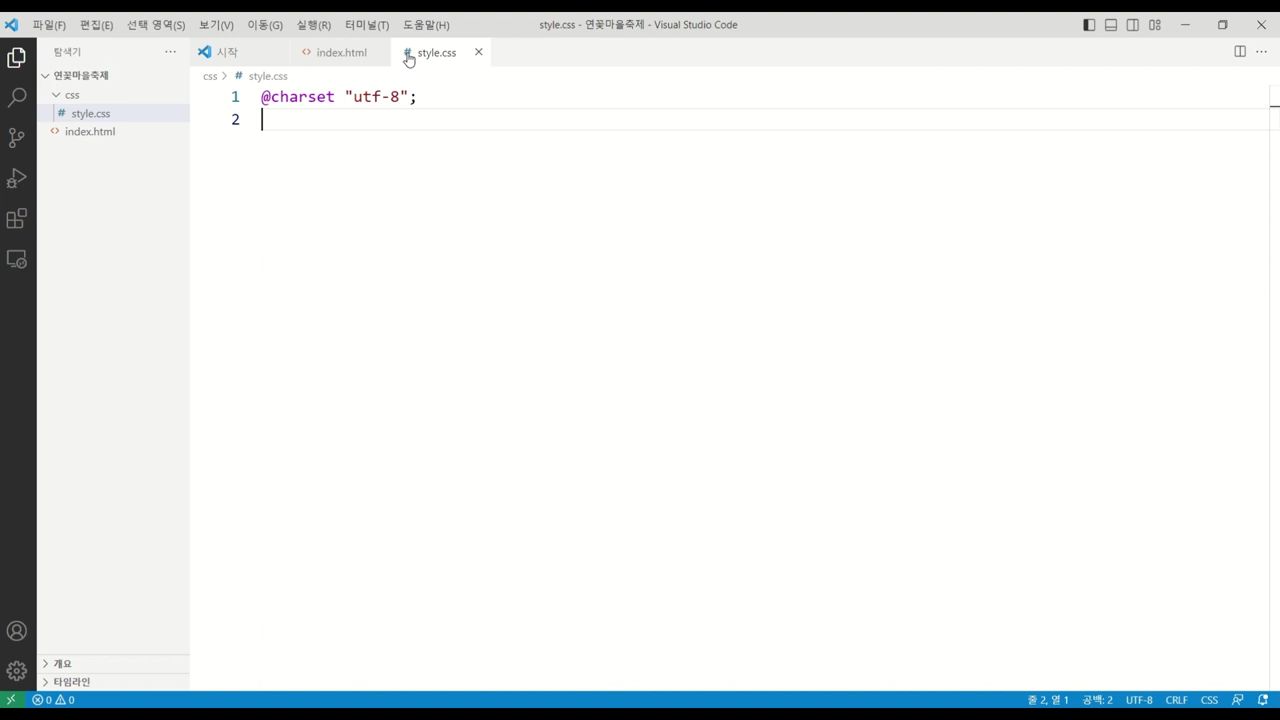 파일(F) 편집(E) 선택 영역(S) 보기(V) 이동(G) 실행(R) 터미널(T) 도움말(H) style.css - 연꽃마을축제 - Visual Studio Code
탐색기 ··· 시작 <> index.html # style.css ×
연꽃마을축제
css > # style.css
css
# style.css
<> index.html
1 @charset "utf-8";
2
개요
타임라인
0 0 줄 2, 열 1 공백: 2 UTF-8 CRLF CSS